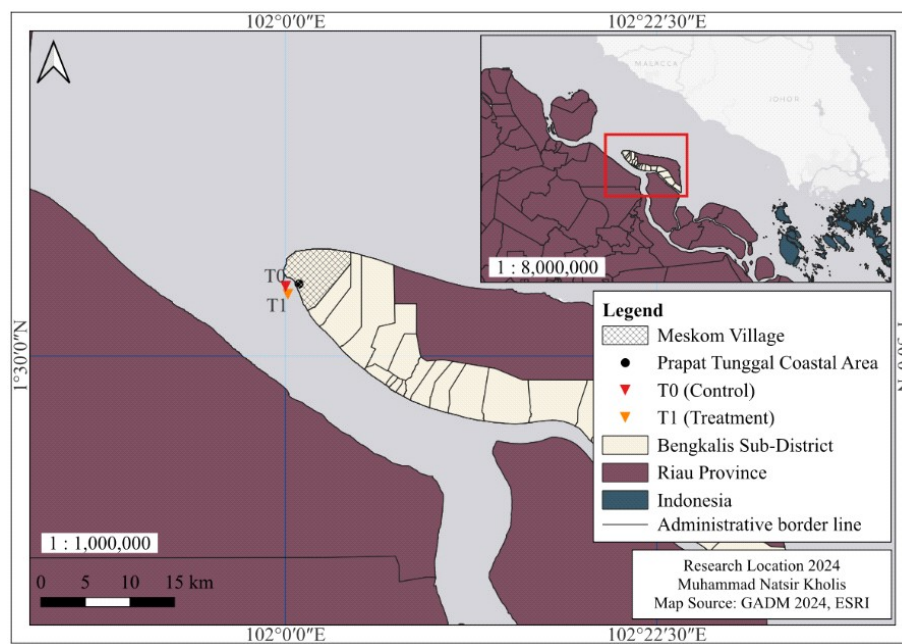 102°0′0″E
102°22′30″E
MALACCA
JOHOR
1 : 8,000,000
T0
T1
1°30′0″N
Legend
Meskom Village
Prapat Tunggal Coastal Area
T0 (Control)
T1 (Treatment)
Bengkalis Sub-District
Riau Province
Indonesia
Administrative border line
1 : 1,000,000
0 5 10 15 km
Research Location 2024
Muhammad Natsir Kholis
Map Source: GADM 2024, ESRI
102°0′0″E
102°22′30″E